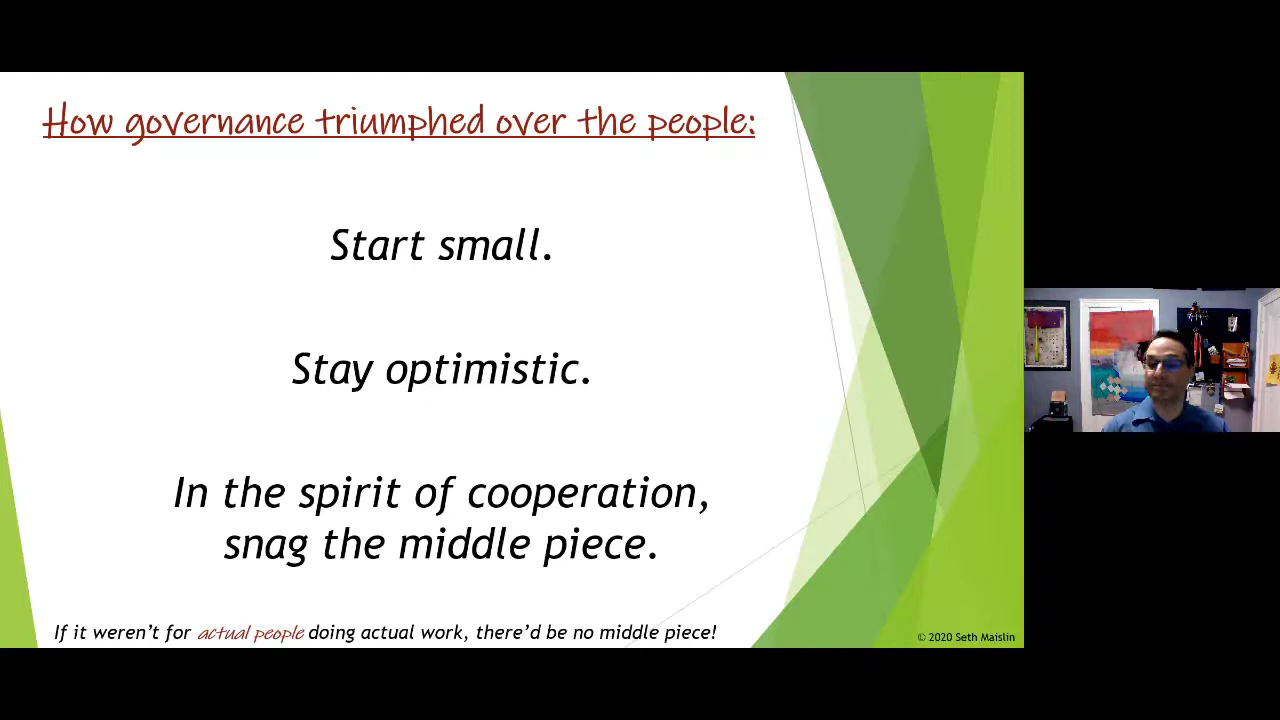 How governance triumphed over the people:
Start small.
Stay optimistic.
In the spirit of cooperation,
snag the middle piece.
If it weren't for actual people doing actual work, there'd be no middle piece!
© 2020 Seth Maislin